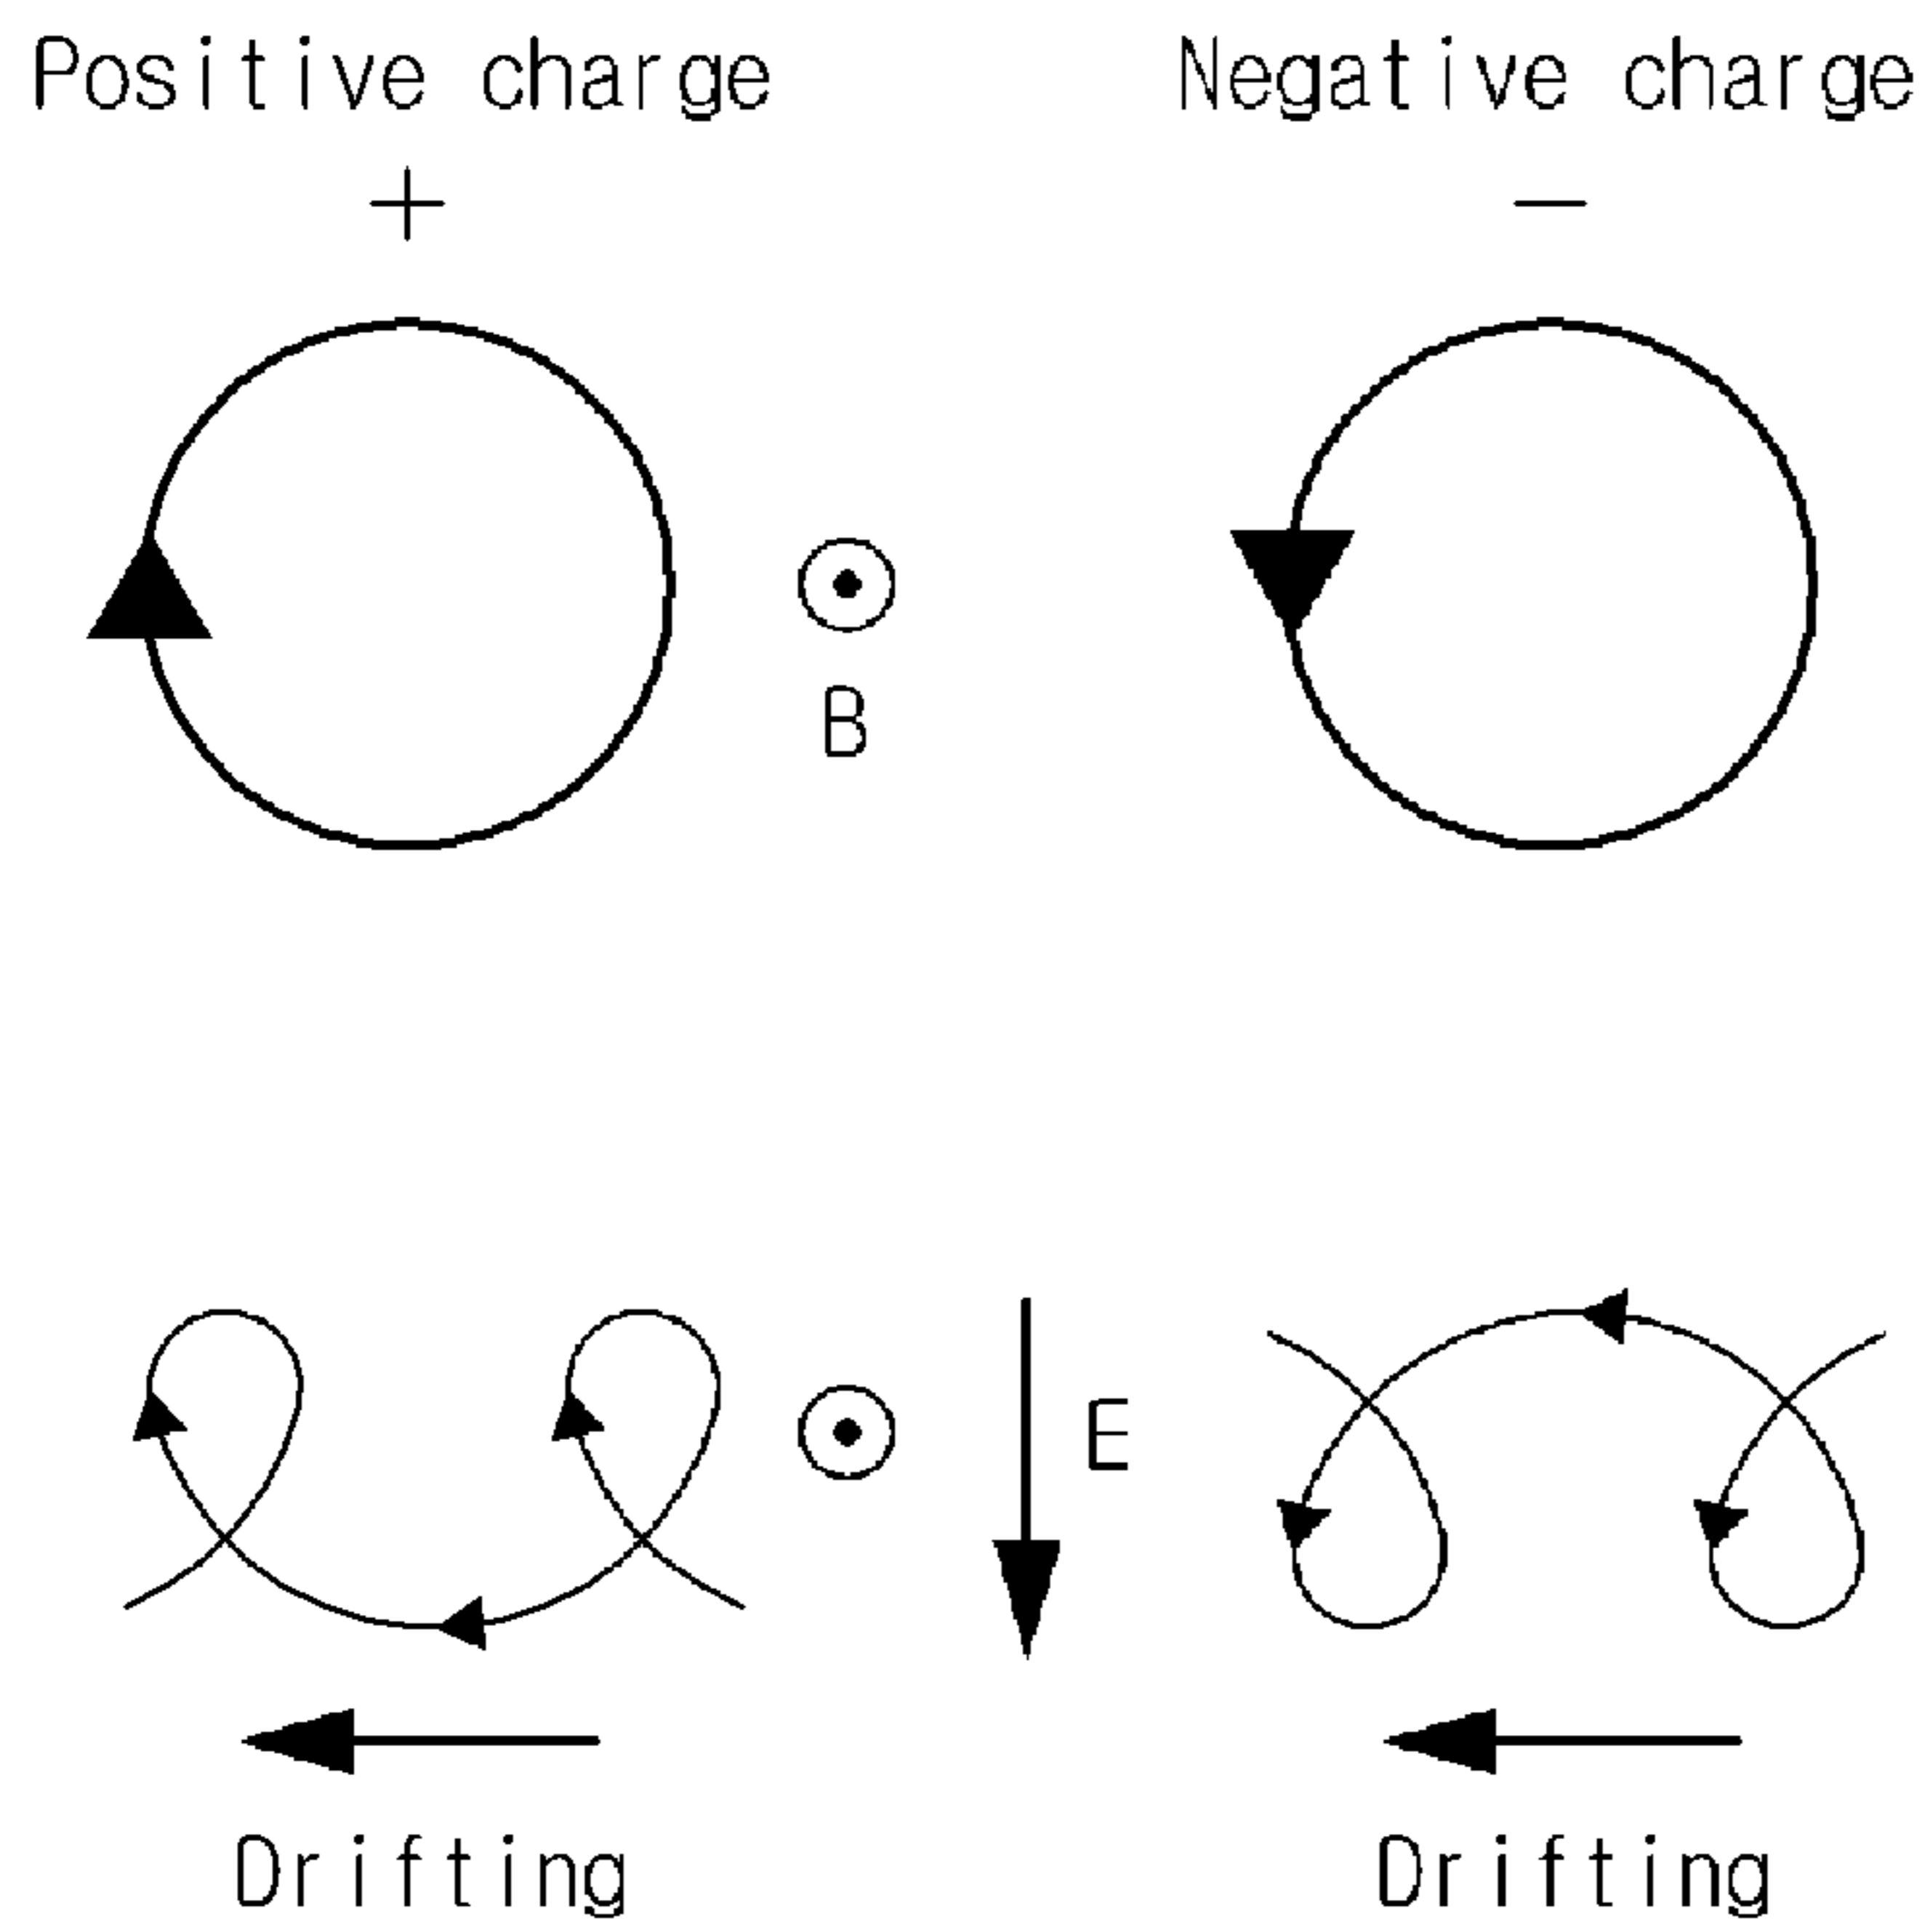 Positive charge
Negative charge
+
−
B
E
Drifting
Drifting